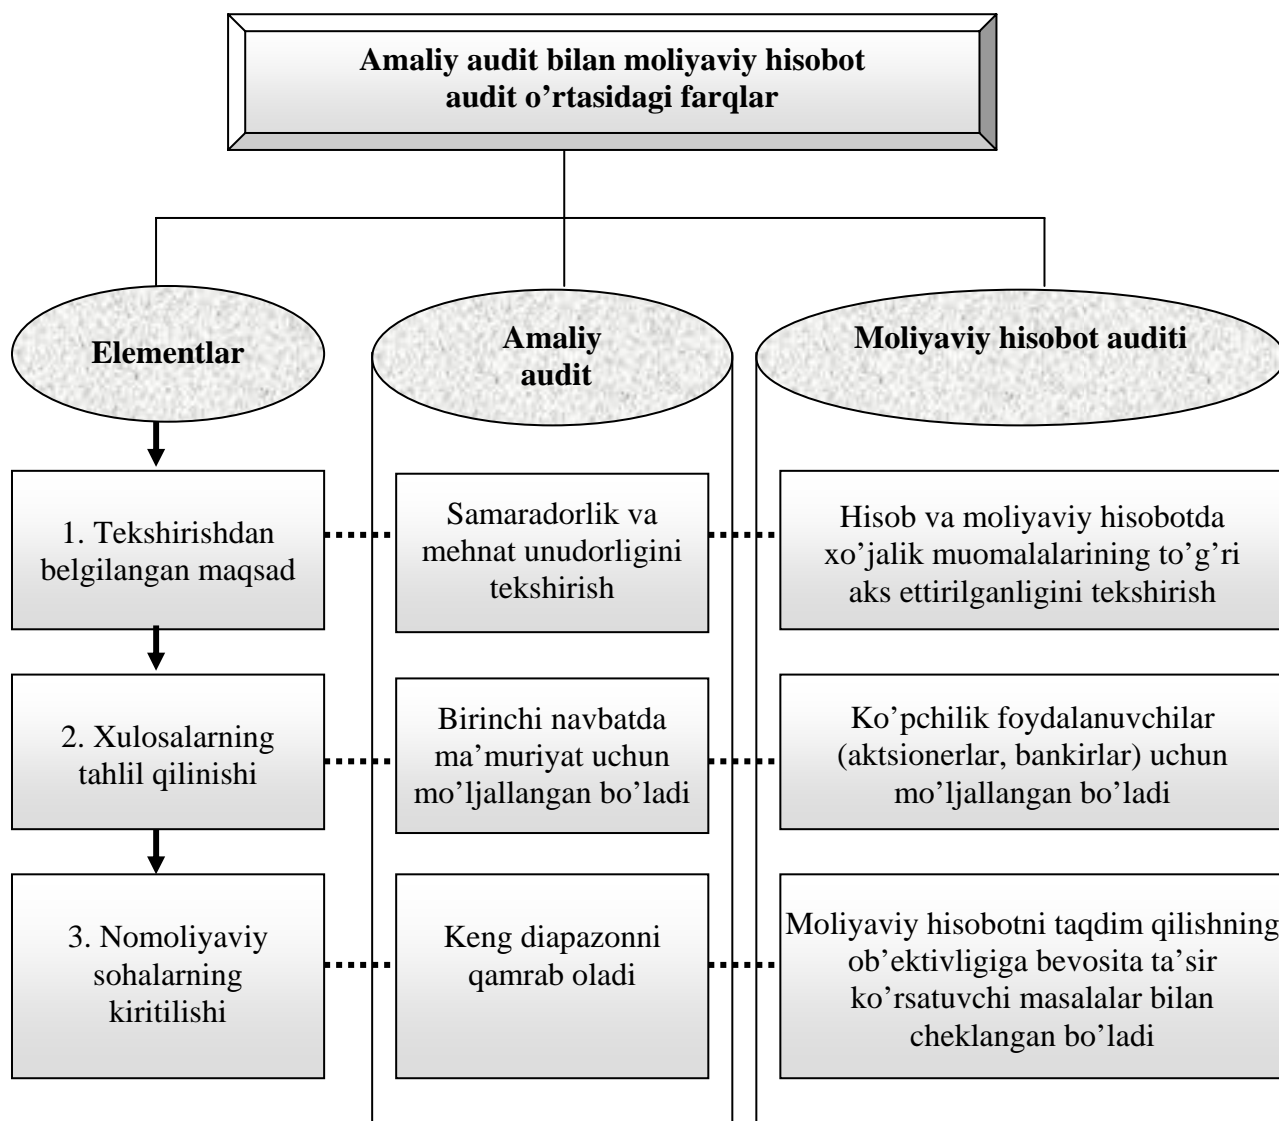 Amaliy audit bilan moliyaviy hisobot
audit o’rtasidagi farqlar
Elementlar
Amaliy
audit
Moliyaviy hisobot auditi
1. Tekshirishdan
belgilangan maqsad
Samaradorlik va
mehnat unudorligini
tekshirish
Hisob va moliyaviy hisobotda
xo’jalik muomalalarining to’g’ri
aks ettirilganligini tekshirish
2. Xulosalarning
tahlil qilinishi
Birinchi navbatda
ma’muriyat uchun
mo’ljallangan bo’ladi
Ko’pchilik foydalanuvchilar
(aktsionerlar, bankirlar) uchun
mo’ljallangan bo’ladi
3. Nomoliyaviy
sohalarning
kiritilishi
Keng diapazonni
qamrab oladi
Moliyaviy hisobotni taqdim qilishning
ob’ektivligiga bevosita ta’sir
ko’rsatuvchi masalalar bilan
cheklangan bo’ladi